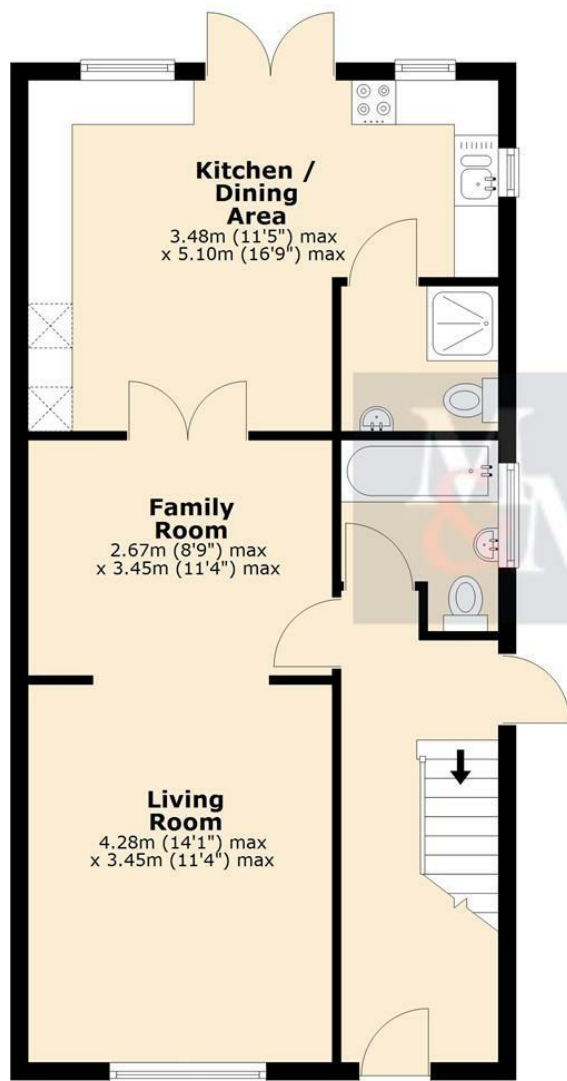 Kitchen /
Dining
Area
3.48m (11'5") max
x 5.10m (16'9") max
Family
Room
2.67m (8'9") max
x 3.45m (11'4") max
Living
Room
4.28m (14'1") max
x 3.45m (11'4") max
M
&N